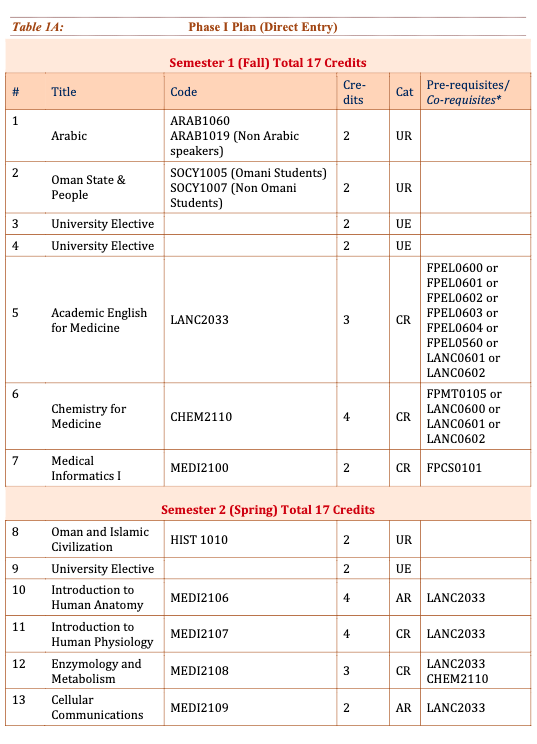 Table 1A: Phase I Plan (Direct Entry)
Semester 1 (Fall) Total 17 Credits
# Title Code Cre-dits Cat Pre-requisites/ Co-requisites*
1 Arabic ARAB1060 ARAB1019 (Non Arabic speakers) 2 UR
2 Oman State & People SOCY1005 (Omani Students) SOCY1007 (Non Omani Students) 2 UR
3 University Elective 2 UE
4 University Elective 2 UE
5 Academic English for Medicine LANC2033 3 CR FPEL0600 or FPEL0601 or FPEL0602 or FPEL0603 or FPEL0604 or FPEL0560 or LANC0601 or LANC0602
6 Chemistry for Medicine CHEM2110 4 CR FPMT0105 or LANC0600 or LANC0601 or LANC0602
7 Medical Informatics I MEDI2100 2 CR FPCS0101
Semester 2 (Spring) Total 17 Credits
8 Oman and Islamic Civilization HIST 1010 2 UR
9 University Elective 2 UE
10 Introduction to Human Anatomy MEDI2106 4 AR LANC2033
11 Introduction to Human Physiology MEDI2107 4 CR LANC2033
12 Enzymology and Metabolism MEDI2108 3 CR LANC2033 CHEM2110
13 Cellular Communications MEDI2109 2 AR LANC2033